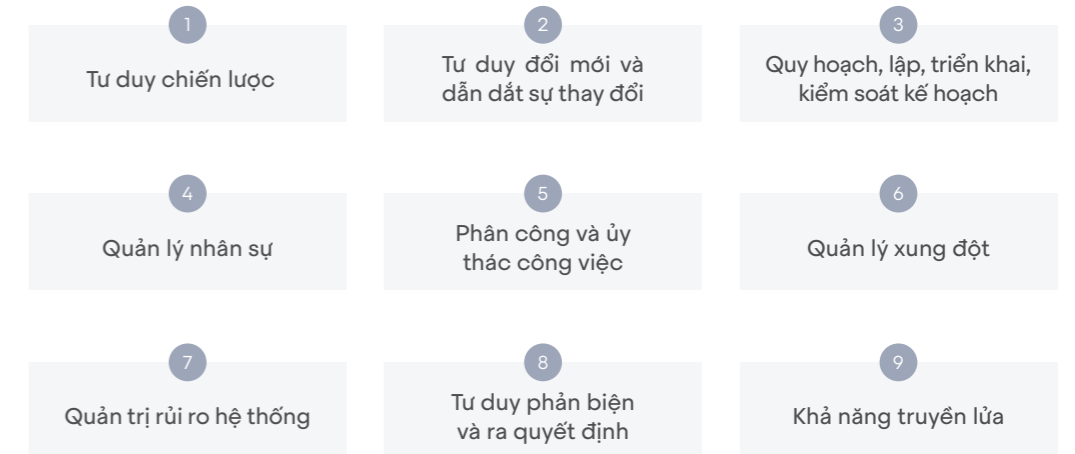 1
Tư duy chiến lược
2
Tư duy đổi mới và
dẫn dắt sự thay đổi
3
Quy hoạch, lập, triển khai,
kiểm soát kế hoạch
4
Quản lý nhân sự
5
Phân công và ủy
thác công việc
6
Quản lý xung đột
7
Quản trị rủi ro hệ thống
8
Tư duy phản biện
và ra quyết định
9
Khả năng truyền lửa